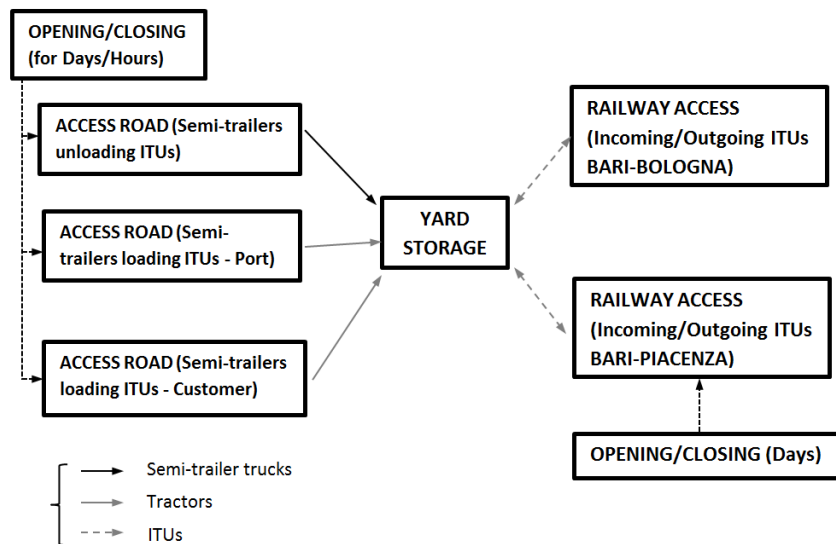 OPENING/CLOSING
(for Days/Hours)
ACCESS ROAD (Semi-trailers
unloading ITUs)
ACCESS ROAD (Semi-
trailers loading ITUs - Port)
ACCESS ROAD (Semi-trailers
loading ITUs - Customer)
YARD
STORAGE
RAILWAY ACCESS
(Incoming/Outgoing ITUs
BARI-BOLOGNA)
RAILWAY ACCESS
(Incoming/Outgoing ITUs
BARI-PIACENZA)
OPENING/CLOSING (Days)
Semi-trailer trucks
Tractors
ITUs